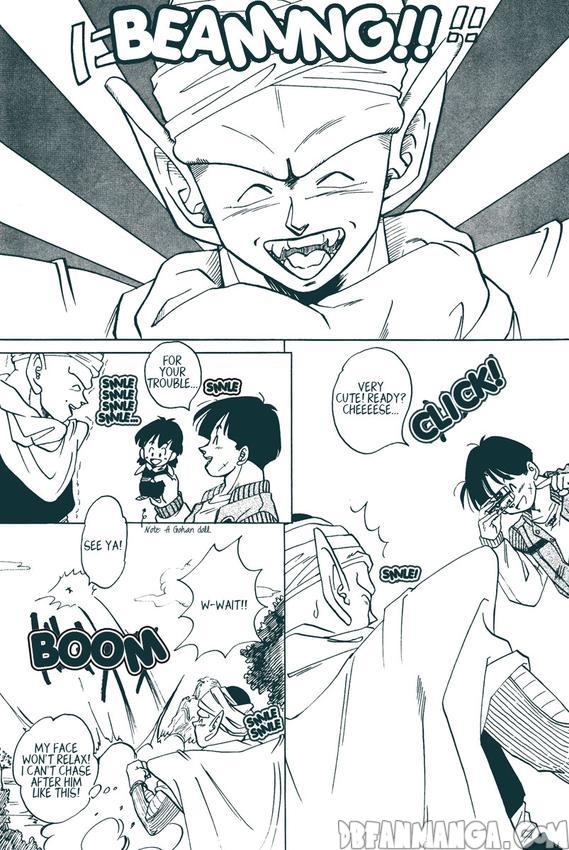 BEAMING!!
!!
VERY
CUTE! READY?
CHEEEESE...
CLICK!
SMILE!
FOR
YOUR
TROUBLE...
SMILE
SMILE
SMILE
SMILE
SMILE...
Note: A Gohan doll
SEE YA!
W-WAIT!!
BOOM
SMILE
SMILE
MY FACE
WON'T RELAX!
I CAN'T CHASE
AFTER HIM
LIKE THIS!
DBFANMANGA.COM